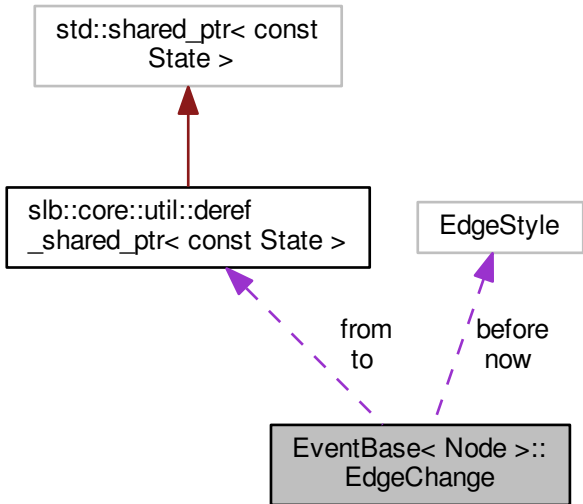 std::shared_ptr< const
State >
slb::core::util::deref
_shared_ptr< const State >
EdgeStyle
from
to
before
now
EventBase< Node >::
EdgeChange